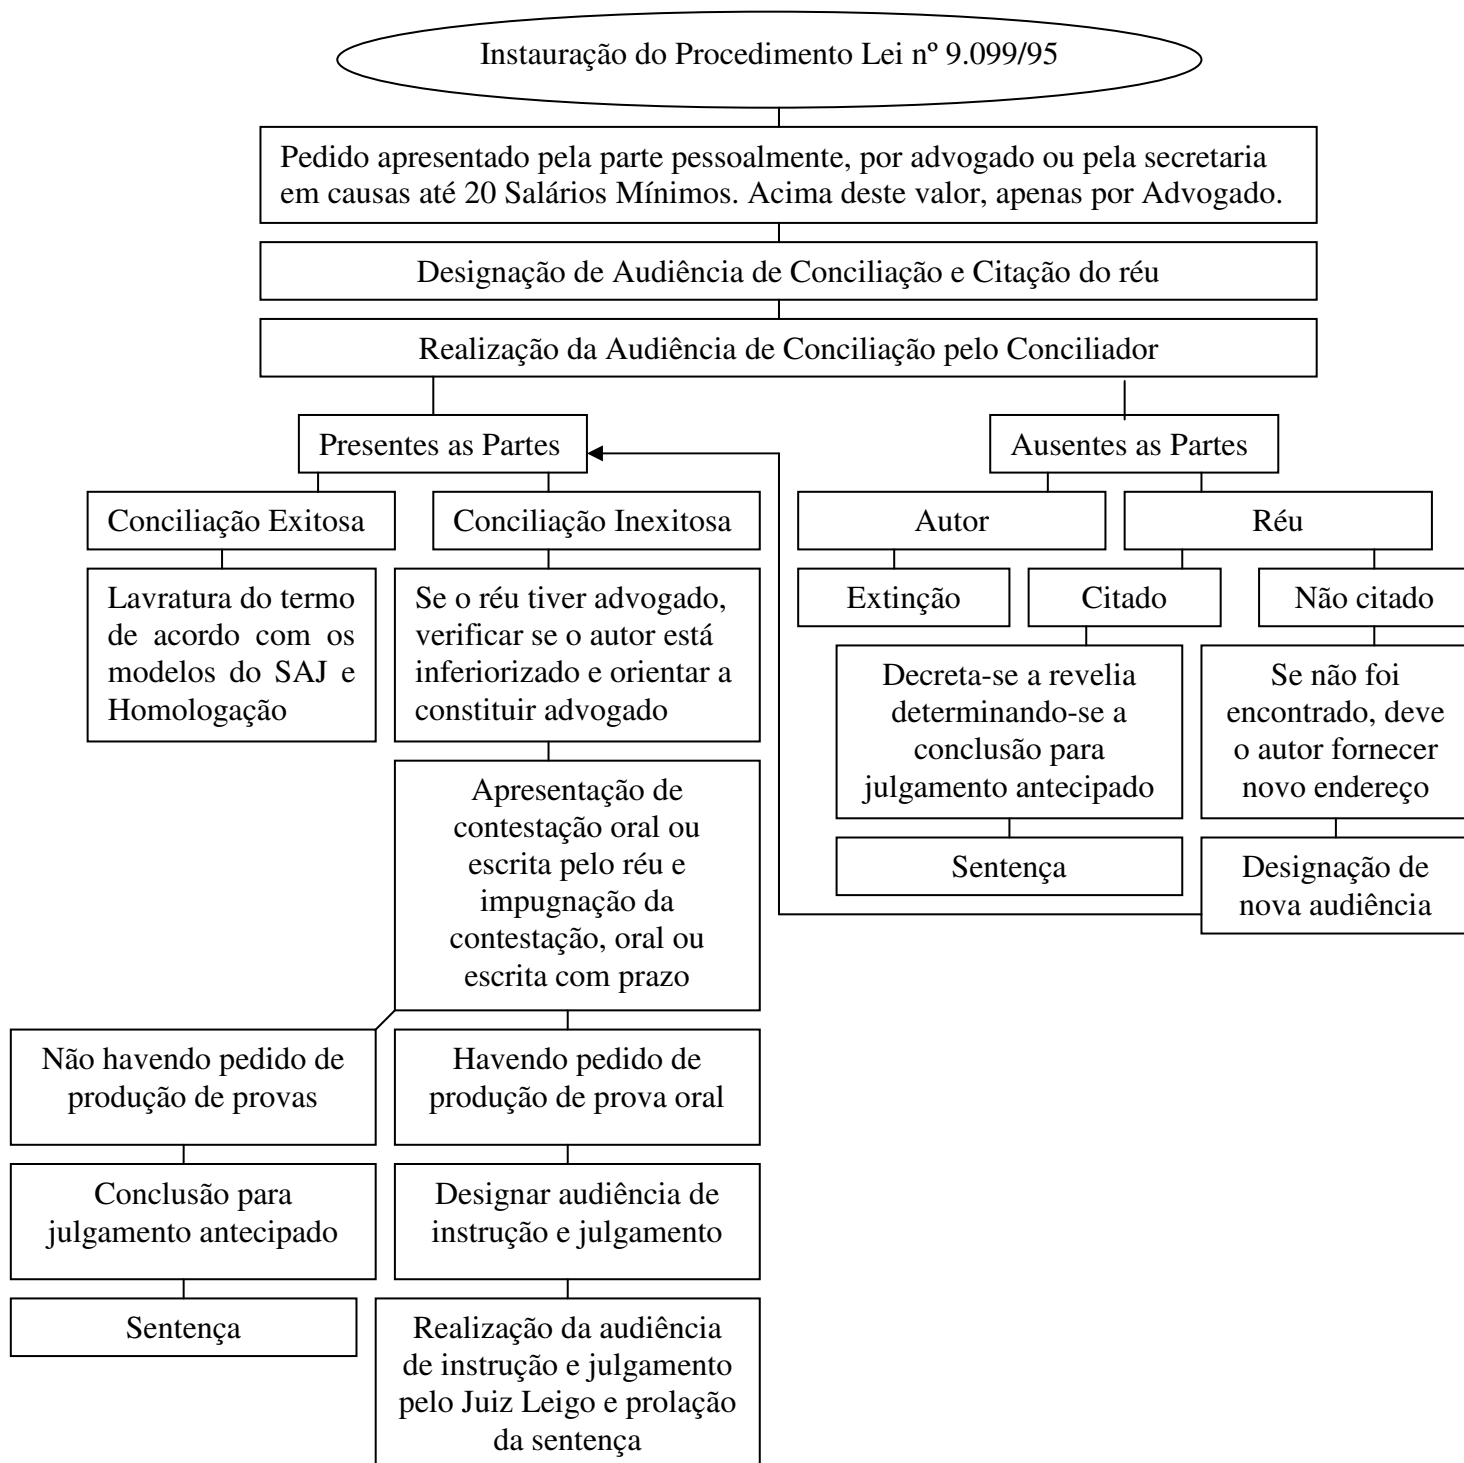 Instauração do Procedimento Lei nº 9.099/95
Pedido apresentado pela parte pessoalmente, por advogado ou pela secretaria
em causas até 20 Salários Mínimos. Acima deste valor, apenas por Advogado.
Designação de Audiência de Conciliação e Citação do réu
Realização da Audiência de Conciliação pelo Conciliador
Presentes as Partes
Ausentes as Partes
Conciliação Exitosa
Conciliação Inexitosa
Autor
Réu
Lavratura do termo
de acordo com os
modelos do SAJ e
Homologação
Se o réu tiver advogado,
verificar se o autor está
inferiorizado e orientar a
constituir advogado
Extinção
Citado
Não citado
Decreta-se a revelia
determinando-se a
conclusão para
julgamento antecipado
Se não foi
encontrado, deve
o autor fornecer
novo endereço
Apresentação de
contestação oral ou
escrita pelo réu e
impugnação da
contestação, oral ou
escrita com prazo
Sentença
Designação de
nova audiência
Não havendo pedido de
produção de provas
Havendo pedido de
produção de prova oral
Conclusão para
julgamento antecipado
Designar audiência de
instrução e julgamento
Sentença
Realização da audiência
de instrução e julgamento
pelo Juiz Leigo e prolação
da sentença